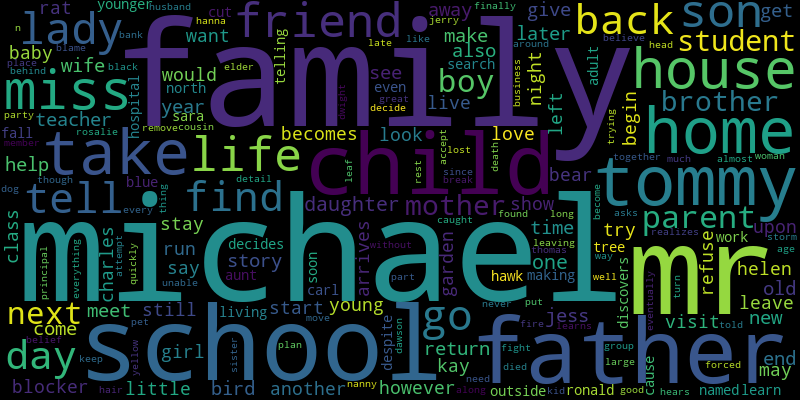 family
michael
child
school
father
mr
tommy
home
house
miss
take
life
lady
friend
back
son
get
student
brother
tell
find
parent
next
day
go
boy
baby
wife
rat
younger
husband
hanna
bank
black
place
behind
blame
n
cut
want
would
telling
finally
jerry
late
like
around
even
great
decide
elder
dwight
away
make
also
see
search
live
give
later
night
left
adult
begin
business
believe
head
trying
north
year
hospital
sara
cousin
remove
teacher
party
rosalie
member
fall
help
dog
though
blue
every
thing
detail
becomes
look
love
leaf
rest
since
accept
break
lost
death
together
much
almost
woman
bear
become
daughter
mother
show
upon
class
principal
everything
charles
attempt
quickly
stay
run
say
unable
decides
story
aunt
soon
arrives
garden
without
carl
part
caught
found
long
leaving
thomas
time
one
hawk
making
asks
way
well
try
tree
realizes
refuse
work
storm
age
helen
old
leave
may
come
meet
still
living
start
young
move
never
put
jess
discovers
eventually
visit
turn
told
new
end
blocker
keep
belief
pet
yellow
girl
sister
plan
despite
dawson
return
kay
fire
learns
fight
died
group
large
cause
hears
forced
little
hair
bird
another
nanny
however
along
need
outside
kid
ronald
good
named
learn